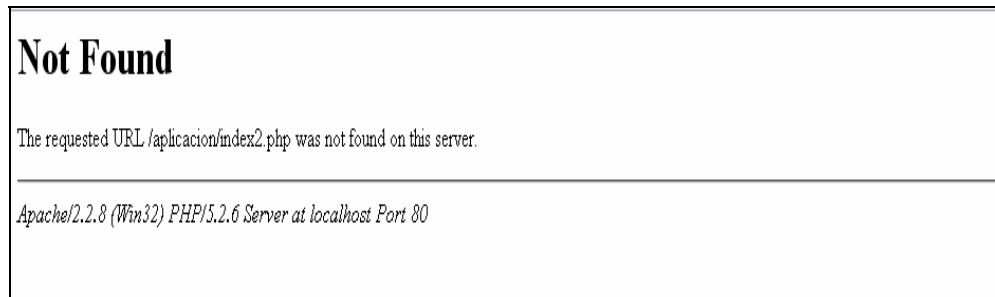 Not Found
The requested URL /aplicacion/index2.php was not found on this server.
Apache/2.2.8 (Win32) PHP/5.2.6 Server at localhost Port 80